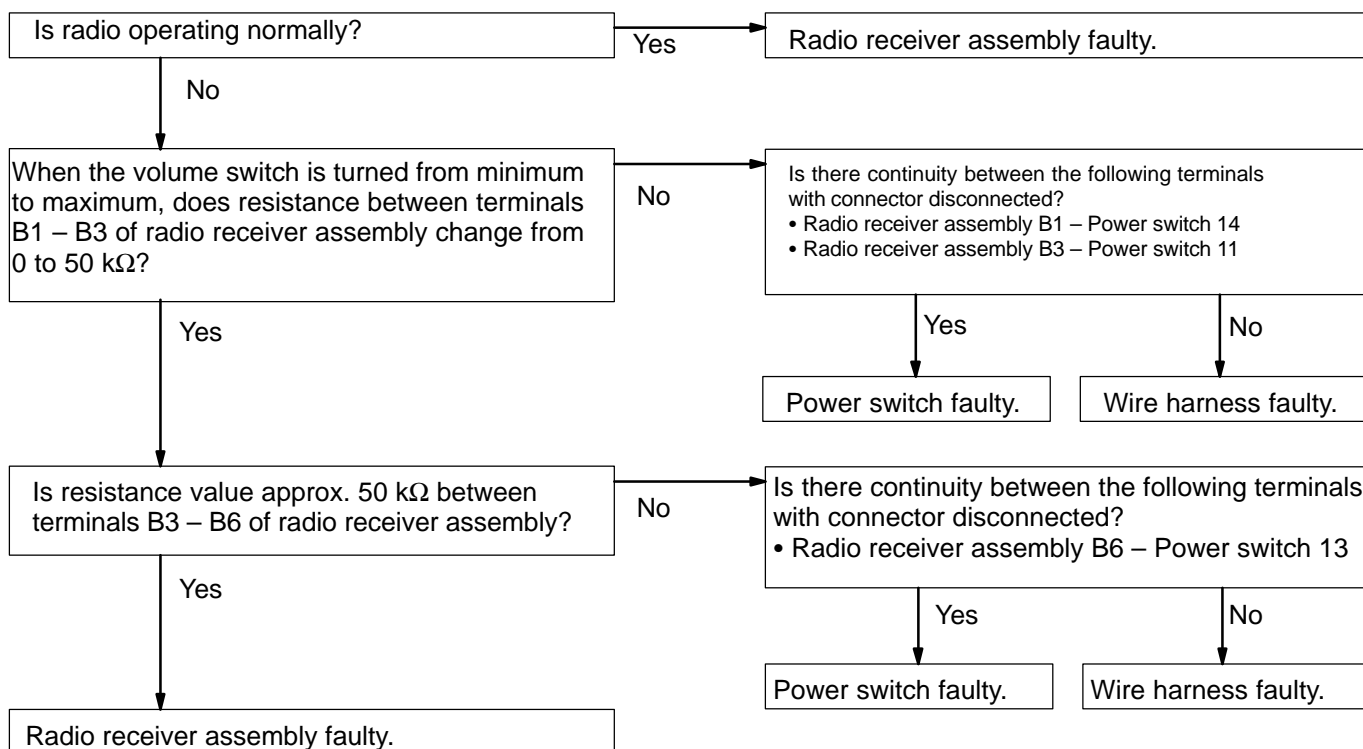 Is radio operating normally?
Yes
Radio receiver assembly faulty.
No
When the volume switch is turned from minimum
to maximum, does resistance between terminals
B1 – B3 of radio receiver assembly change from
0 to 50 kΩ?
No
Is there continuity between the following terminals
with connector disconnected?
• Radio receiver assembly B1 – Power switch 14
• Radio receiver assembly B3 – Power switch 11
Yes
No
Power switch faulty.
Wire harness faulty.
Yes
Is resistance value approx. 50 kΩ between
terminals B3 – B6 of radio receiver assembly?
No
Is there continuity between the following terminals
with connector disconnected?
• Radio receiver assembly B6 – Power switch 13
Yes
No
Power switch faulty.
Wire harness faulty.
Yes
Radio receiver assembly faulty.